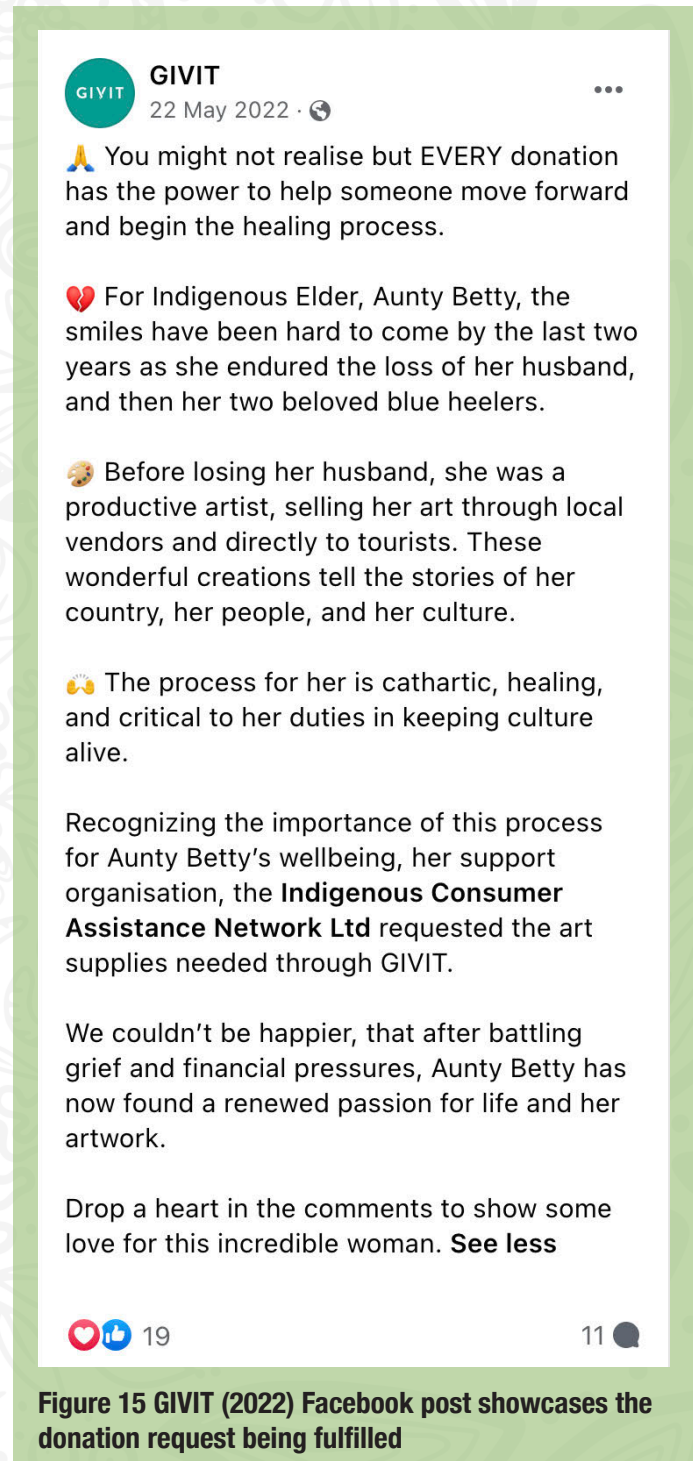 GIVIT
GIVIT
22 May 2022 ·
🙏 You might not realise but EVERY donation
has the power to help someone move forward
and begin the healing process.
💔 For Indigenous Elder, Aunty Betty, the
smiles have been hard to come by the last two
years as she endured the loss of her husband,
and then her two beloved blue heelers.
🎨 Before losing her husband, she was a
productive artist, selling her art through local
vendors and directly to tourists. These
wonderful creations tell the stories of her
country, her people, and her culture.
🙌 The process for her is cathartic, healing,
and critical to her duties in keeping culture
alive.
Recognizing the importance of this process
for Aunty Betty’s wellbeing, her support
organisation, the Indigenous Consumer
Assistance Network Ltd requested the art
supplies needed through GIVIT.
We couldn’t be happier, that after battling
grief and financial pressures, Aunty Betty has
now found a renewed passion for life and her
artwork.
Drop a heart in the comments to show some
love for this incredible woman. See less
19
11
Figure 15 GIVIT (2022) Facebook post showcases the
donation request being fulfilled